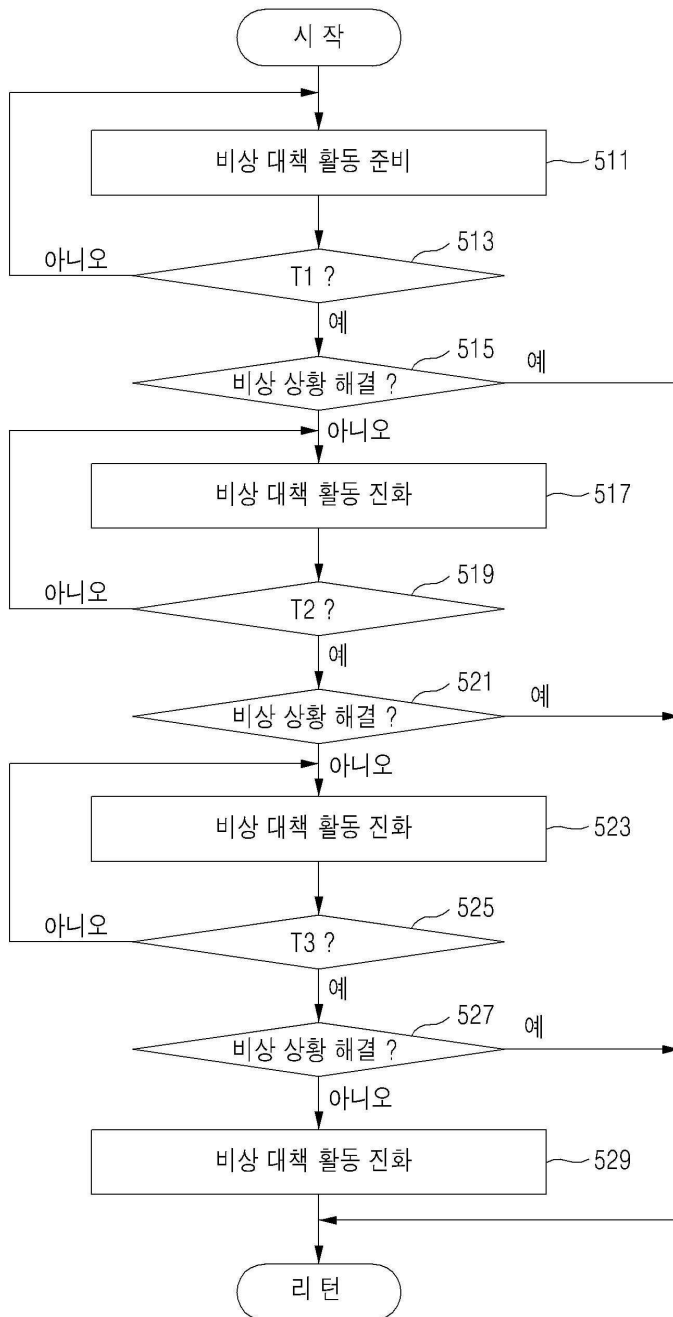 시 작
비상 대책 활동 준비
511
513
아니오
T1 ?
예
515
예
비상 상황 해결 ?
아니오
비상 대책 활동 진화
517
519
아니오
T2 ?
예
521
예
비상 상황 해결 ?
아니오
비상 대책 활동 진화
523
525
아니오
T3 ?
예
527
예
비상 상황 해결 ?
아니오
비상 대책 활동 진화
529
리 턴